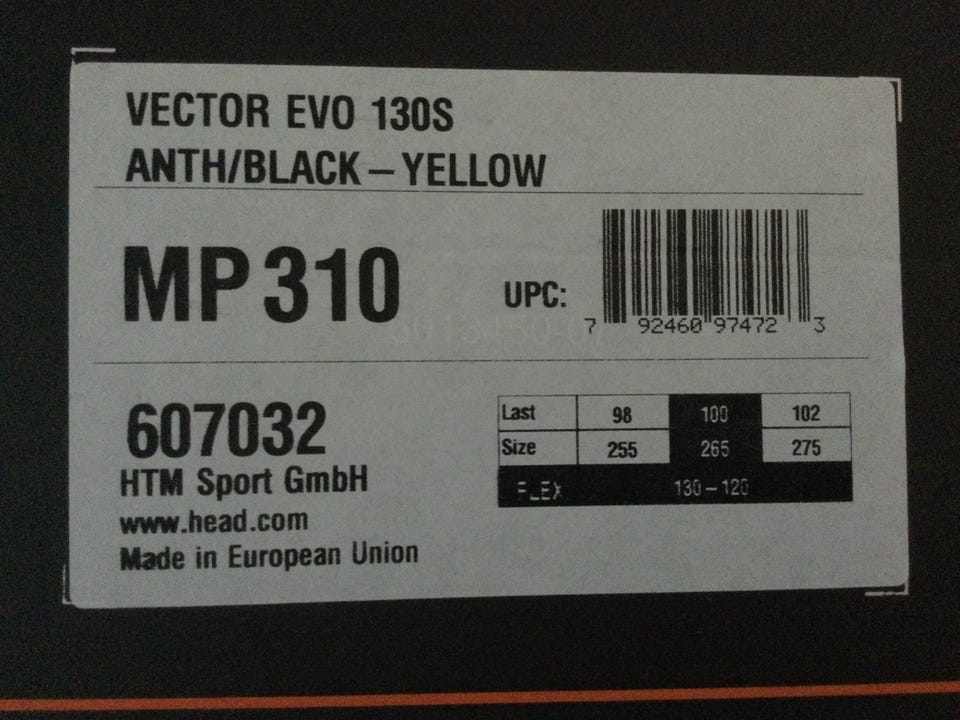 VECTOR EVO 130S
ANTH/BLACK – YELLOW
MP 310
UPC:
7 92460 97472 3
607032
HTM Sport GmbH
www.head.com
Made in European Union
Last 98 100 102
Size 255 265 275
FLEX 130 – 120